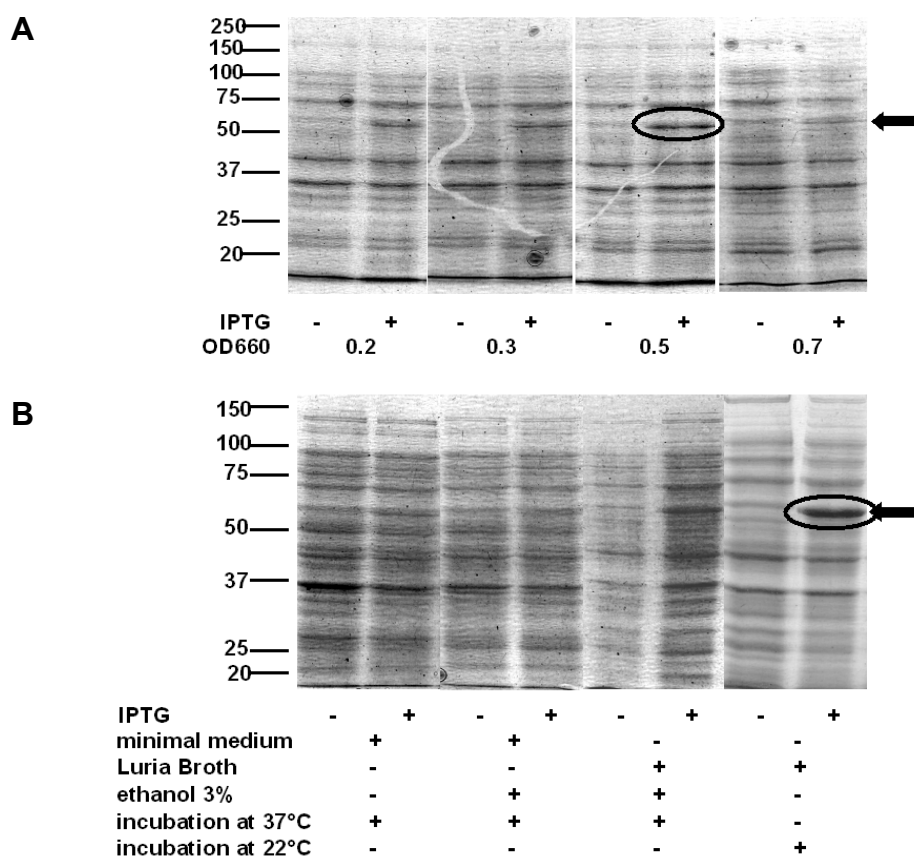 A
250
150
100
75
50
37
25
20
IPTG - + - + - + - +
OD660 0.2 0.3 0.5 0.7
B
150
100
75
50
37
25
20
IPTG - + - + - + - +
minimal medium + + - -
Luria Broth - - + +
ethanol 3% - + + -
incubation at 37°C + + + -
incubation at 22°C - - - +